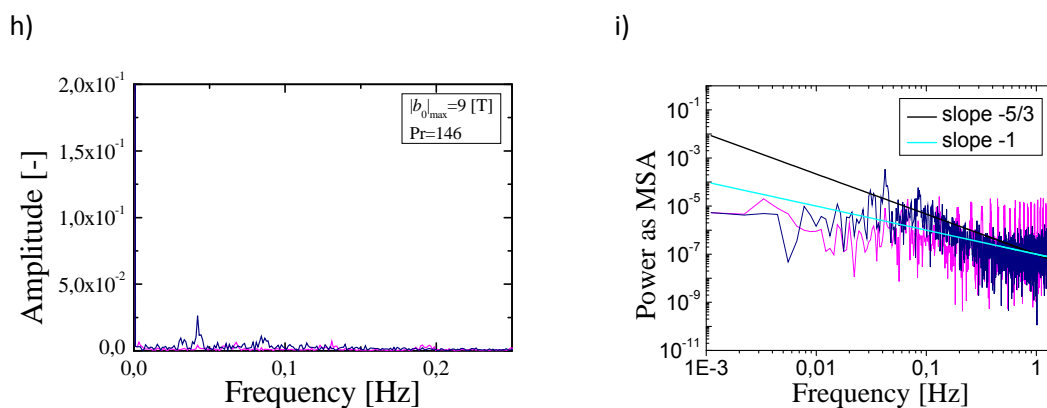 h)
2,0x10⁻¹
1,5x10⁻¹
1,0x10⁻¹
5,0x10⁻²
0,0
Amplitude [-]
|b₀|ₘₐₓ=9 [T]
Pr=146
0,0
0,1
0,2
Frequency [Hz]
i)
10⁻¹
10⁻³
10⁻⁵
10⁻⁷
10⁻⁹
10⁻¹¹
Power as MSA
slope -5/3
slope -1
1E-3
0,01
0,1
1
Frequency [Hz]